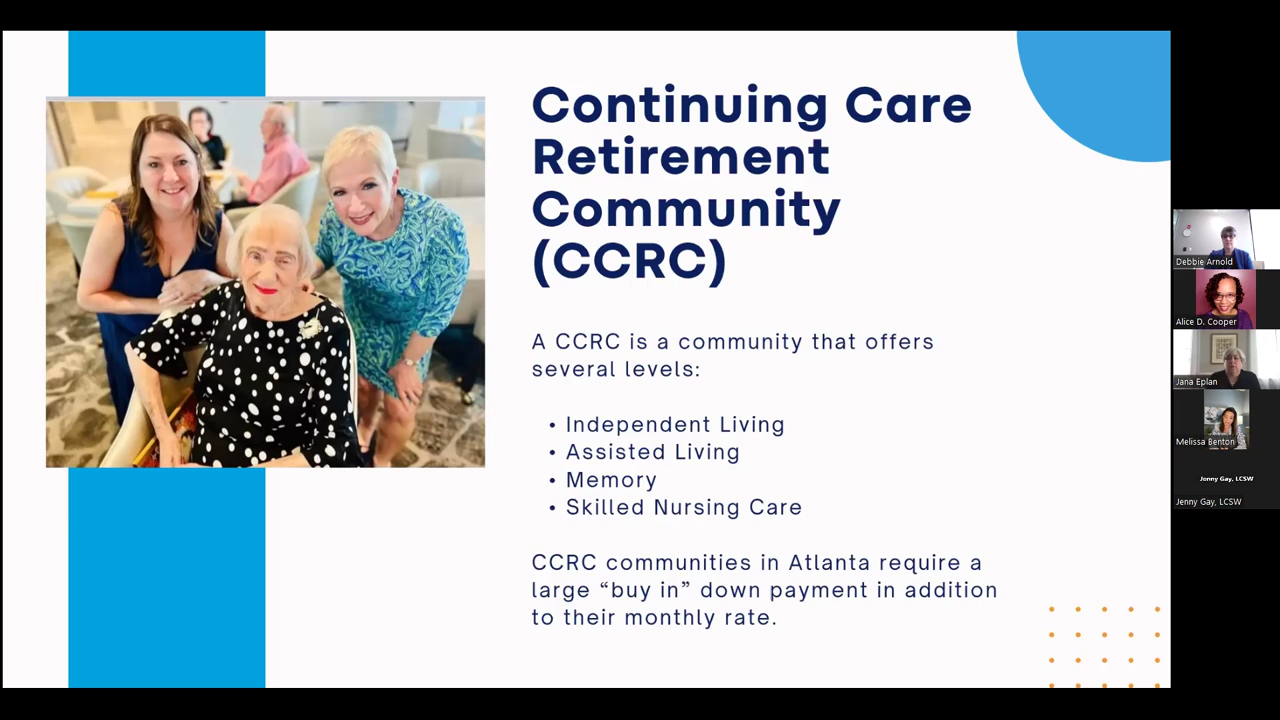 Continuing Care
Retirement
Community
(CCRC)
A CCRC is a community that offers
several levels:
• Independent Living
• Assisted Living
• Memory
• Skilled Nursing Care
CCRC communities in Atlanta require a
large “buy in” down payment in addition
to their monthly rate.
Debbie Arnold
Alice D. Cooper
Jana Eplan
Melissa Benton
Jenny Gay, LCSW
Jenny Gay, LCSW